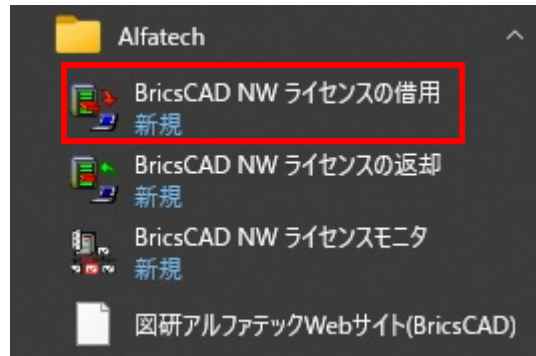 Alfatech
BricsCAD NW ライセンスの借用
新規
BricsCAD NW ライセンスの返却
新規
BricsCAD NW ライセンスモニタ
新規
図研アルファテックWebサイト(BricsCAD)